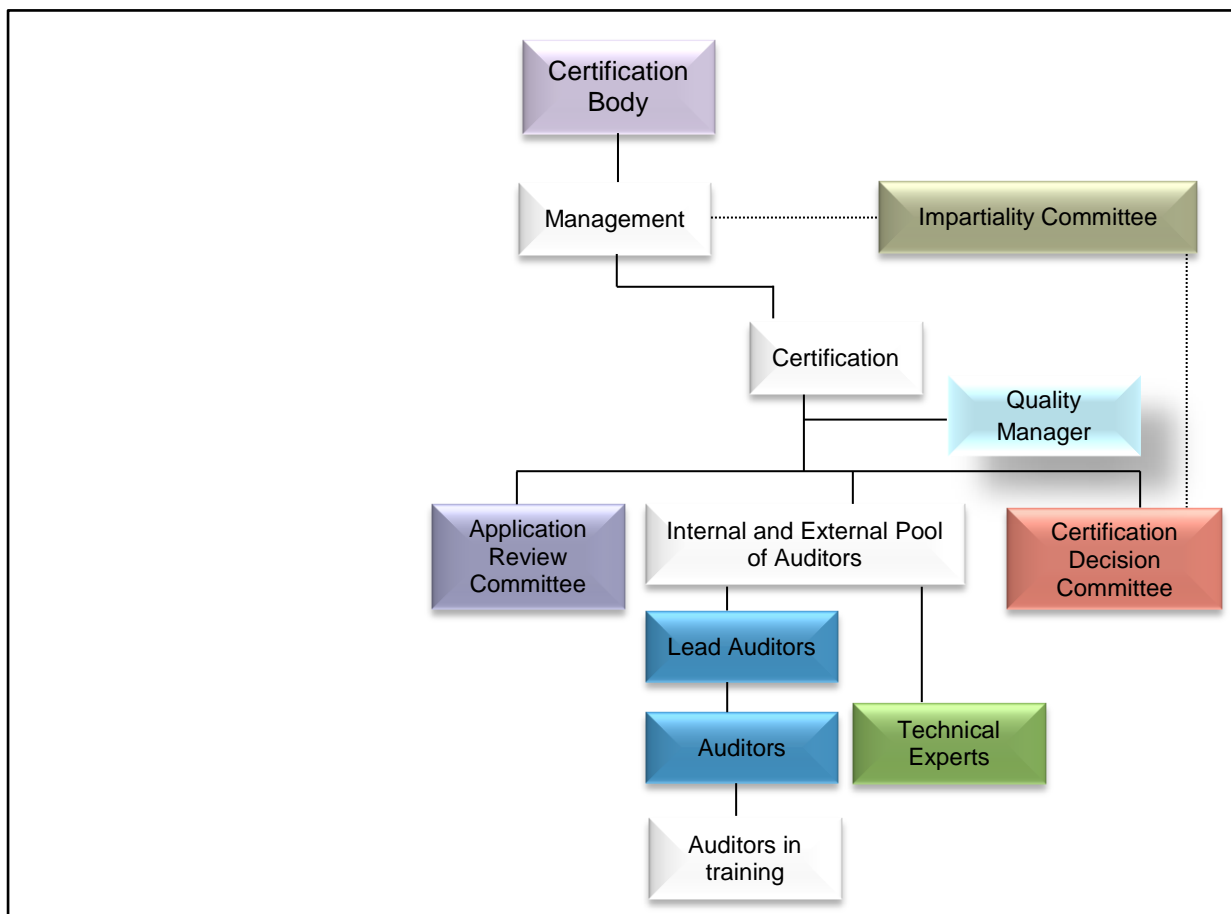 Certification
Body
Management
Impartiality Committee
Certification
Quality
Manager
Application
Review
Committee
Internal and External Pool
of Auditors
Certification
Decision
Committee
Lead Auditors
Auditors
Technical
Experts
Auditors in
training